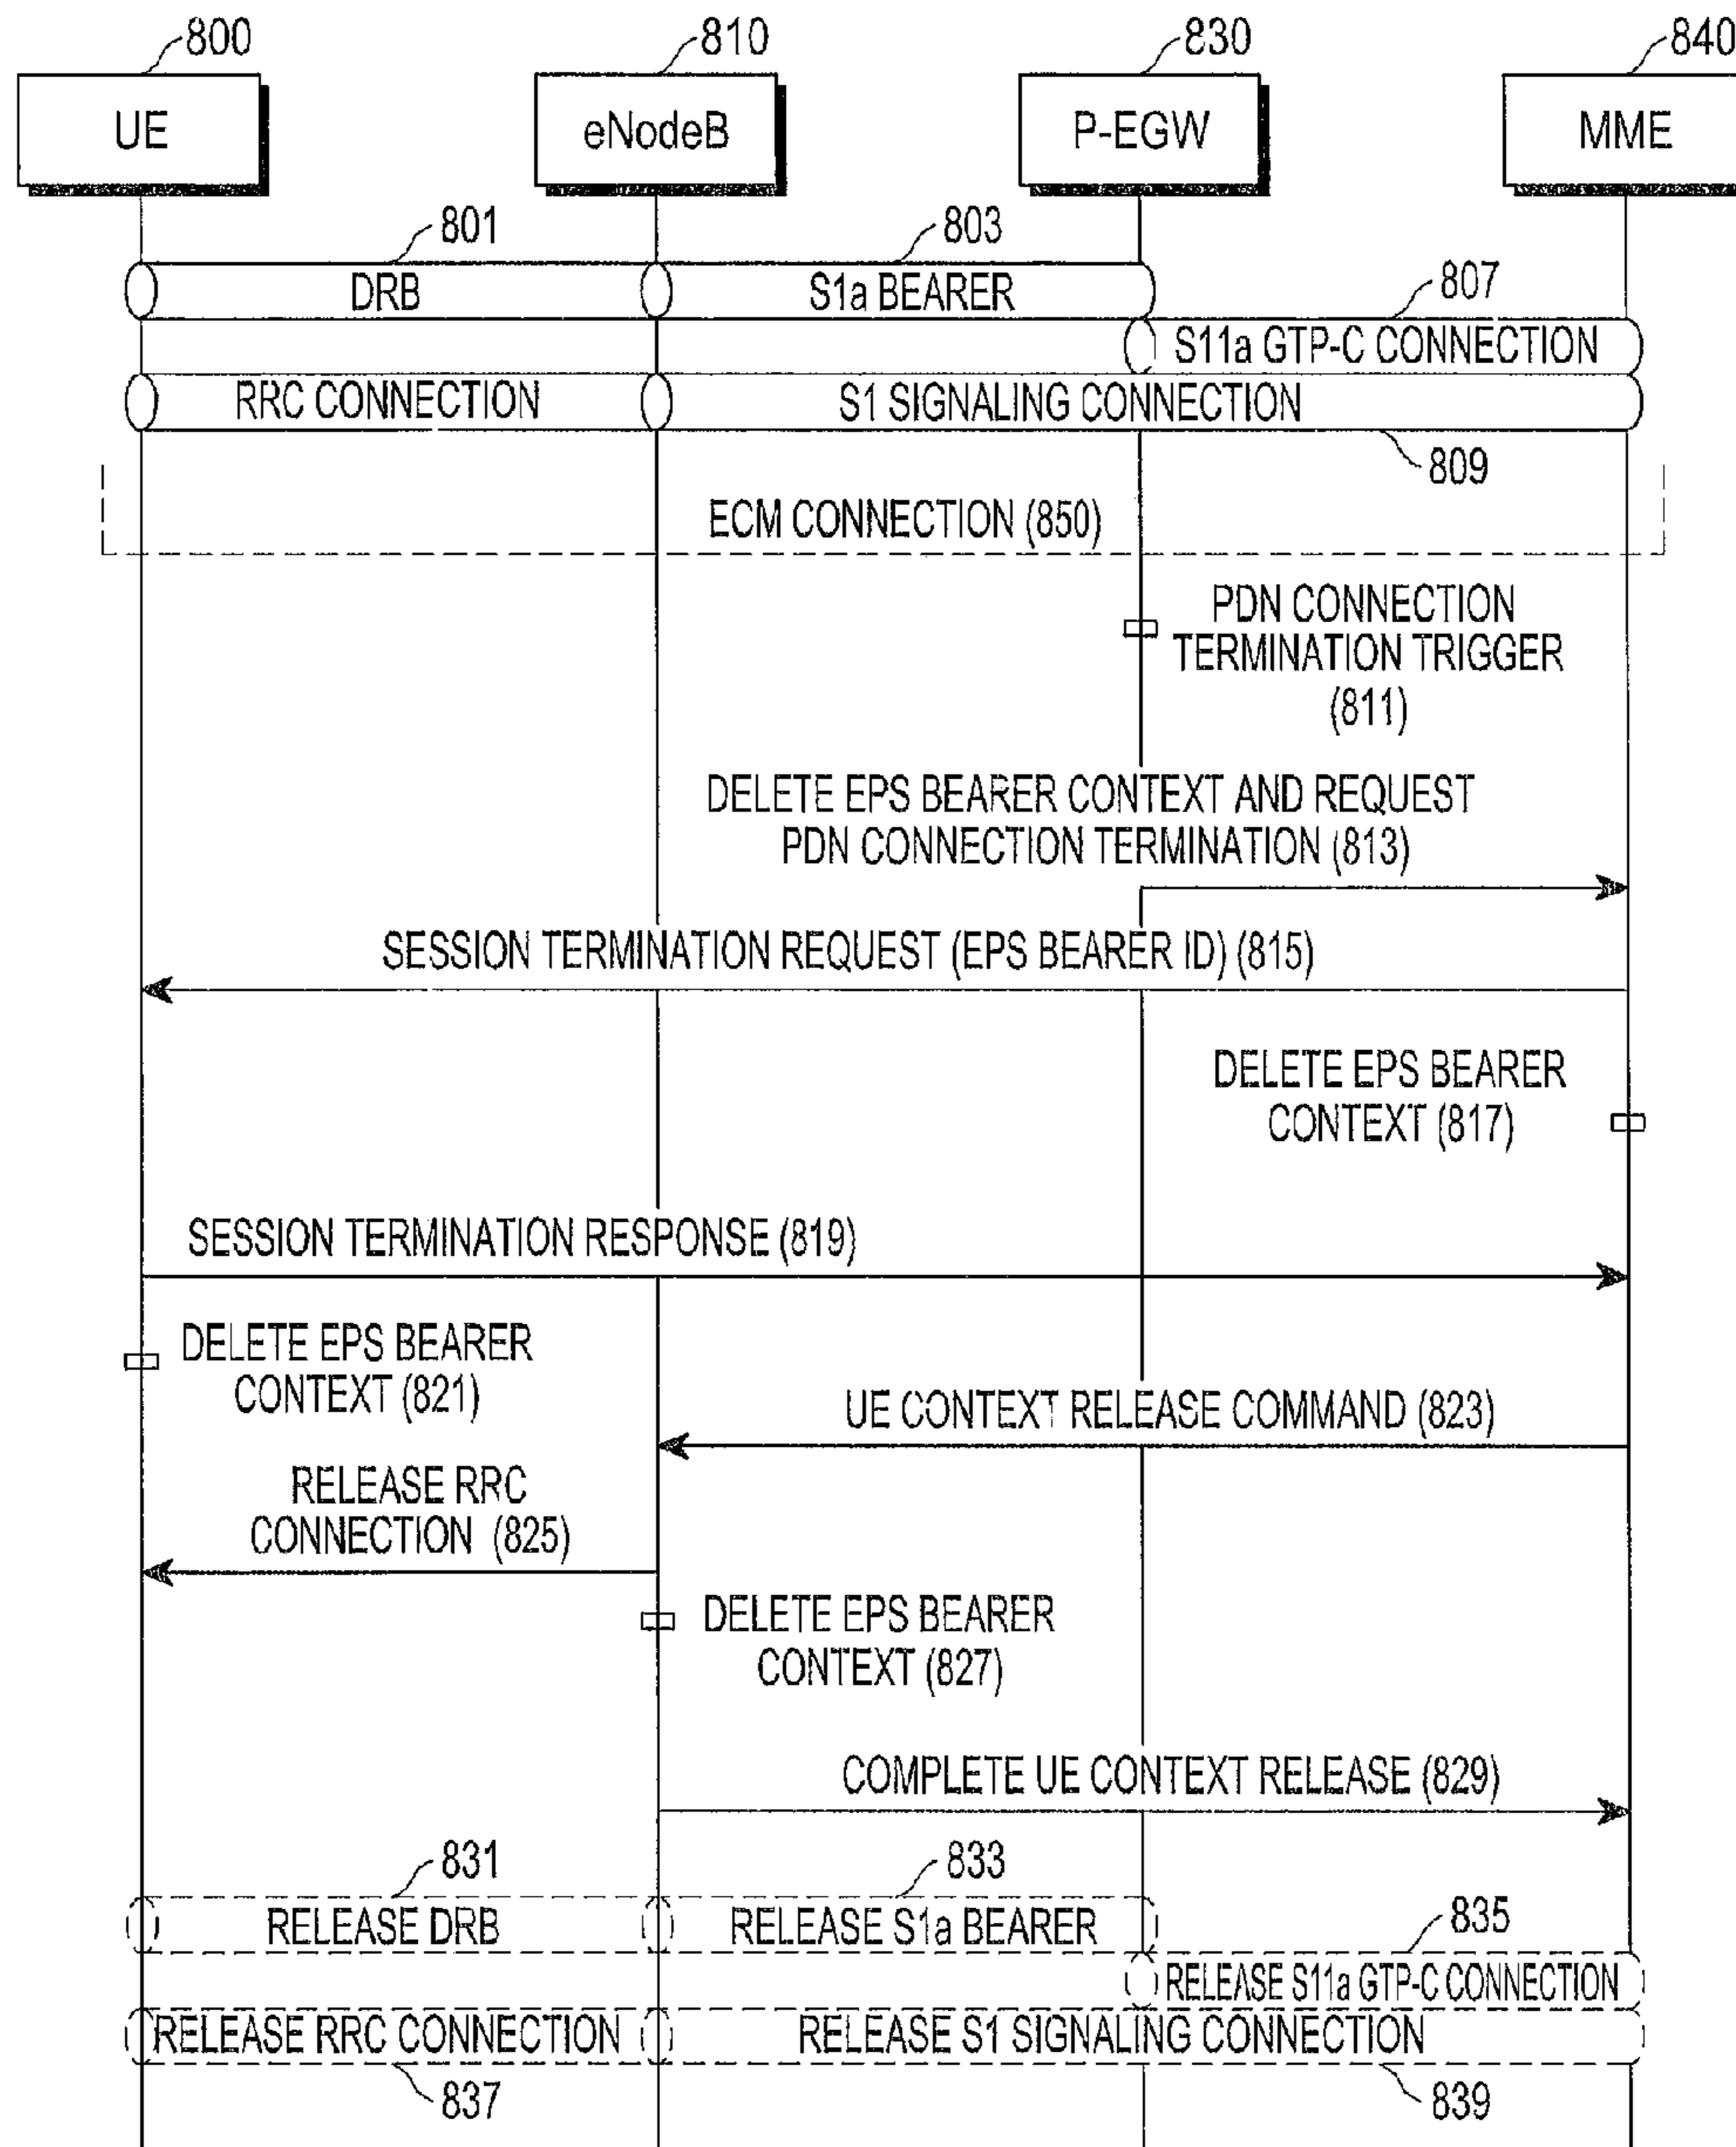 800
810
830
840
UE
eNodeB
P-EGW
MME
801
803
DRB
S1a BEARER
807
S11a GTP-C CONNECTION
RRC CONNECTION
S1 SIGNALING CONNECTION
809
ECM CONNECTION (850)
PDN CONNECTION
TERMINATION TRIGGER
(811)
DELETE EPS BEARER CONTEXT AND REQUEST
PDN CONNECTION TERMINATION (813)
SESSION TERMINATION REQUEST (EPS BEARER ID) (815)
DELETE EPS BEARER
CONTEXT (817)
SESSION TERMINATION RESPONSE (819)
DELETE EPS BEARER
CONTEXT (821)
UE CONTEXT RELEASE COMMAND (823)
RELEASE RRC
CONNECTION (825)
DELETE EPS BEARER
CONTEXT (827)
COMPLETE UE CONTEXT RELEASE (829)
831
833
RELEASE DRB
RELEASE S1a BEARER
835
RELEASE S11a GTP-C CONNECTION
RELEASE RRC CONNECTION
RELEASE S1 SIGNALING CONNECTION
837
839